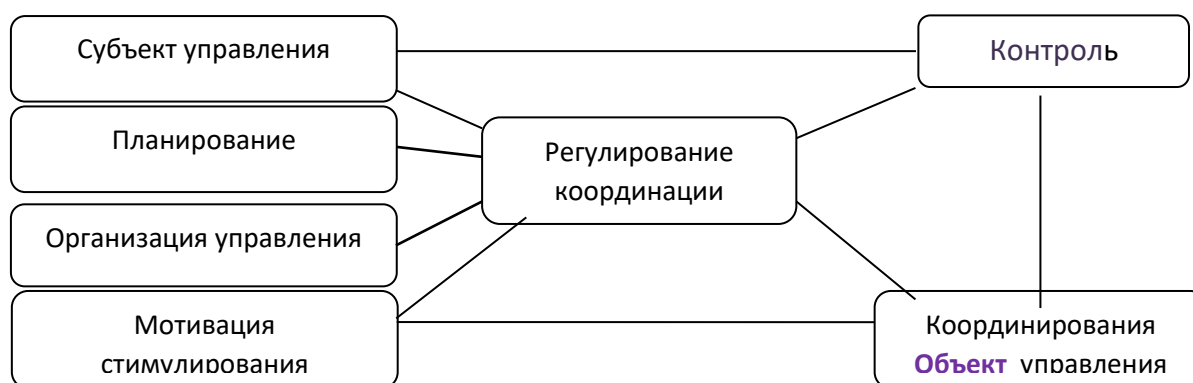 Субъект управления
Контроль
Планирование
Регулирование
координации
Организация управления
Мотивация
стимулирования
Координирования
Объект управления